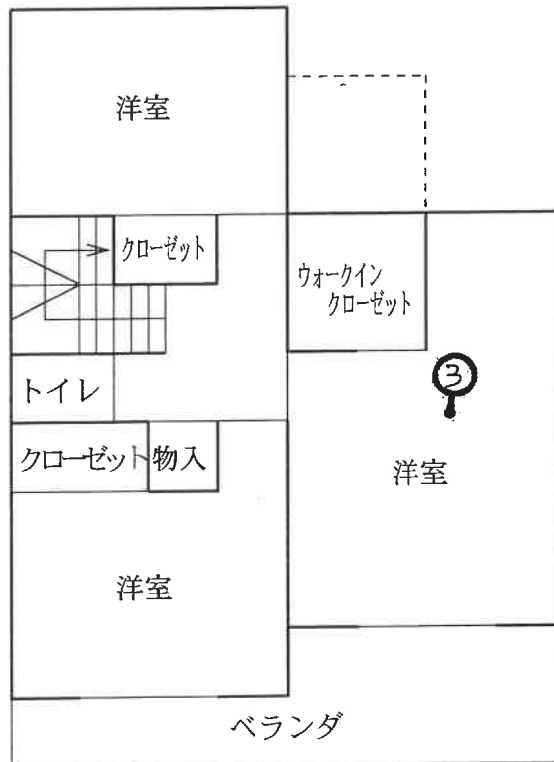 洋室
クローゼット
ウォークイン
クローゼット
トイレ
③
クローゼット
物入
洋室
洋室
ベランダ